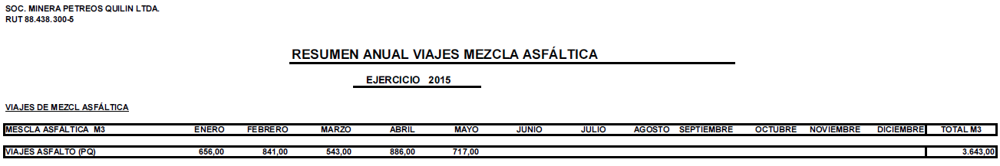 SOC. MINERA PETREOS QUILIN LTDA.
RUT 88.438.300-5
RESUMEN ANUAL VIAJES MEZCLA ASFÁLTICA
EJERCICIO 2015
VIAJES DE MEZCL ASFÁLTICA
MESCLA ASFÁLTICA M3 ENERO FEBRERO MARZO ABRIL MAYO JUNIO JULIO AGOSTO SEPTIEMBRE OCTUBRE NOVIEMBRE DICIEMBRE TOTAL M3
VIAJES ASFALTO (PQ) 656,00 841,00 543,00 886,00 717,00 3.643,00